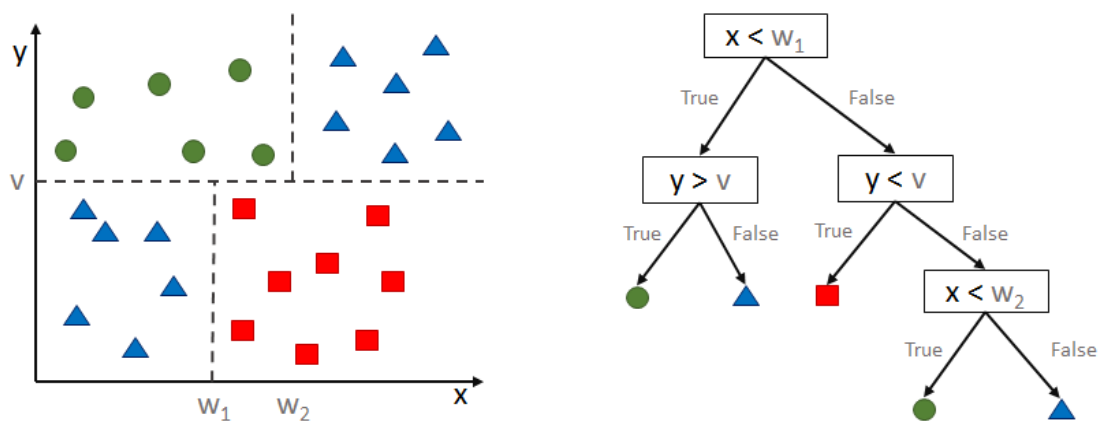 y
v
w₁
w₂
x
x < w₁
True
False
y > v
y < v
True
False
True
False
x < w₂
True
False